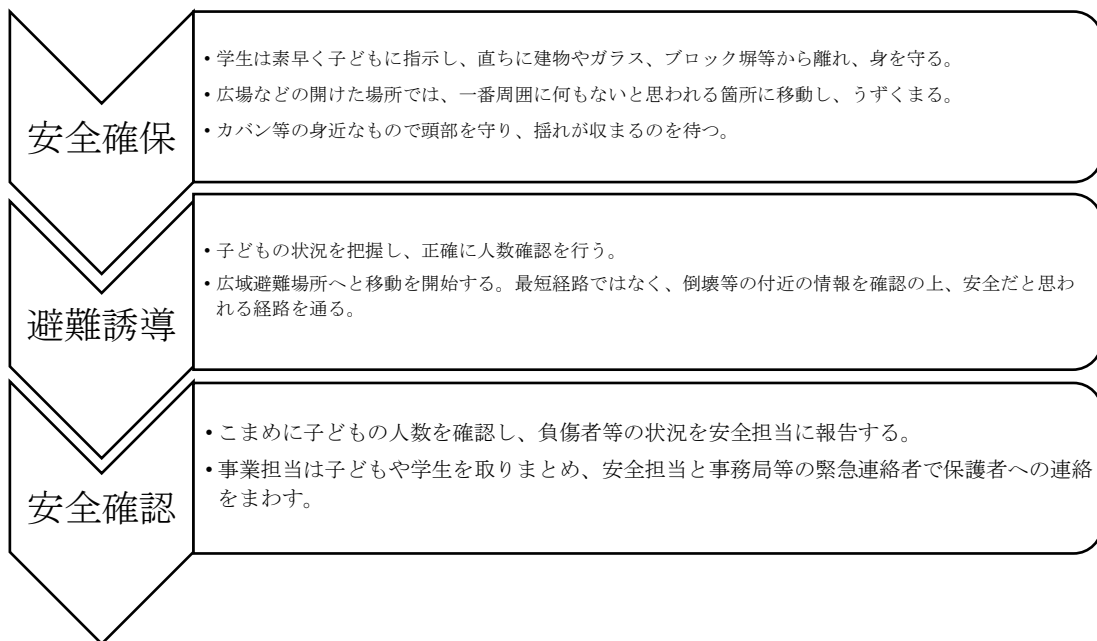 安全確保
• 学生は素早く子どもに指示し、直ちに建物やガラス、ブロック塀等から離れ、身を守る。
• 広場などの開けた場所では、一番周囲に何もないと思われる箇所に移動し、うずくまる。
• カバン等の身近なもので頭部を守り、揺れが収まるのを待つ。
避難誘導
• 子どもの状況を把握し、正確に人数確認を行う。
• 広域避難場所へと移動を開始する。最短経路ではなく、倒壊等の付近の情報を確認の上、安全だと思わ
れる経路を通る。
安全確認
• こまめに子どもの人数を確認し、負傷者等の状況を安全担当に報告する。
• 事業担当は子どもや学生を取りまとめ、安全担当と事務局等の緊急連絡者で保護者への連絡
をまわす。